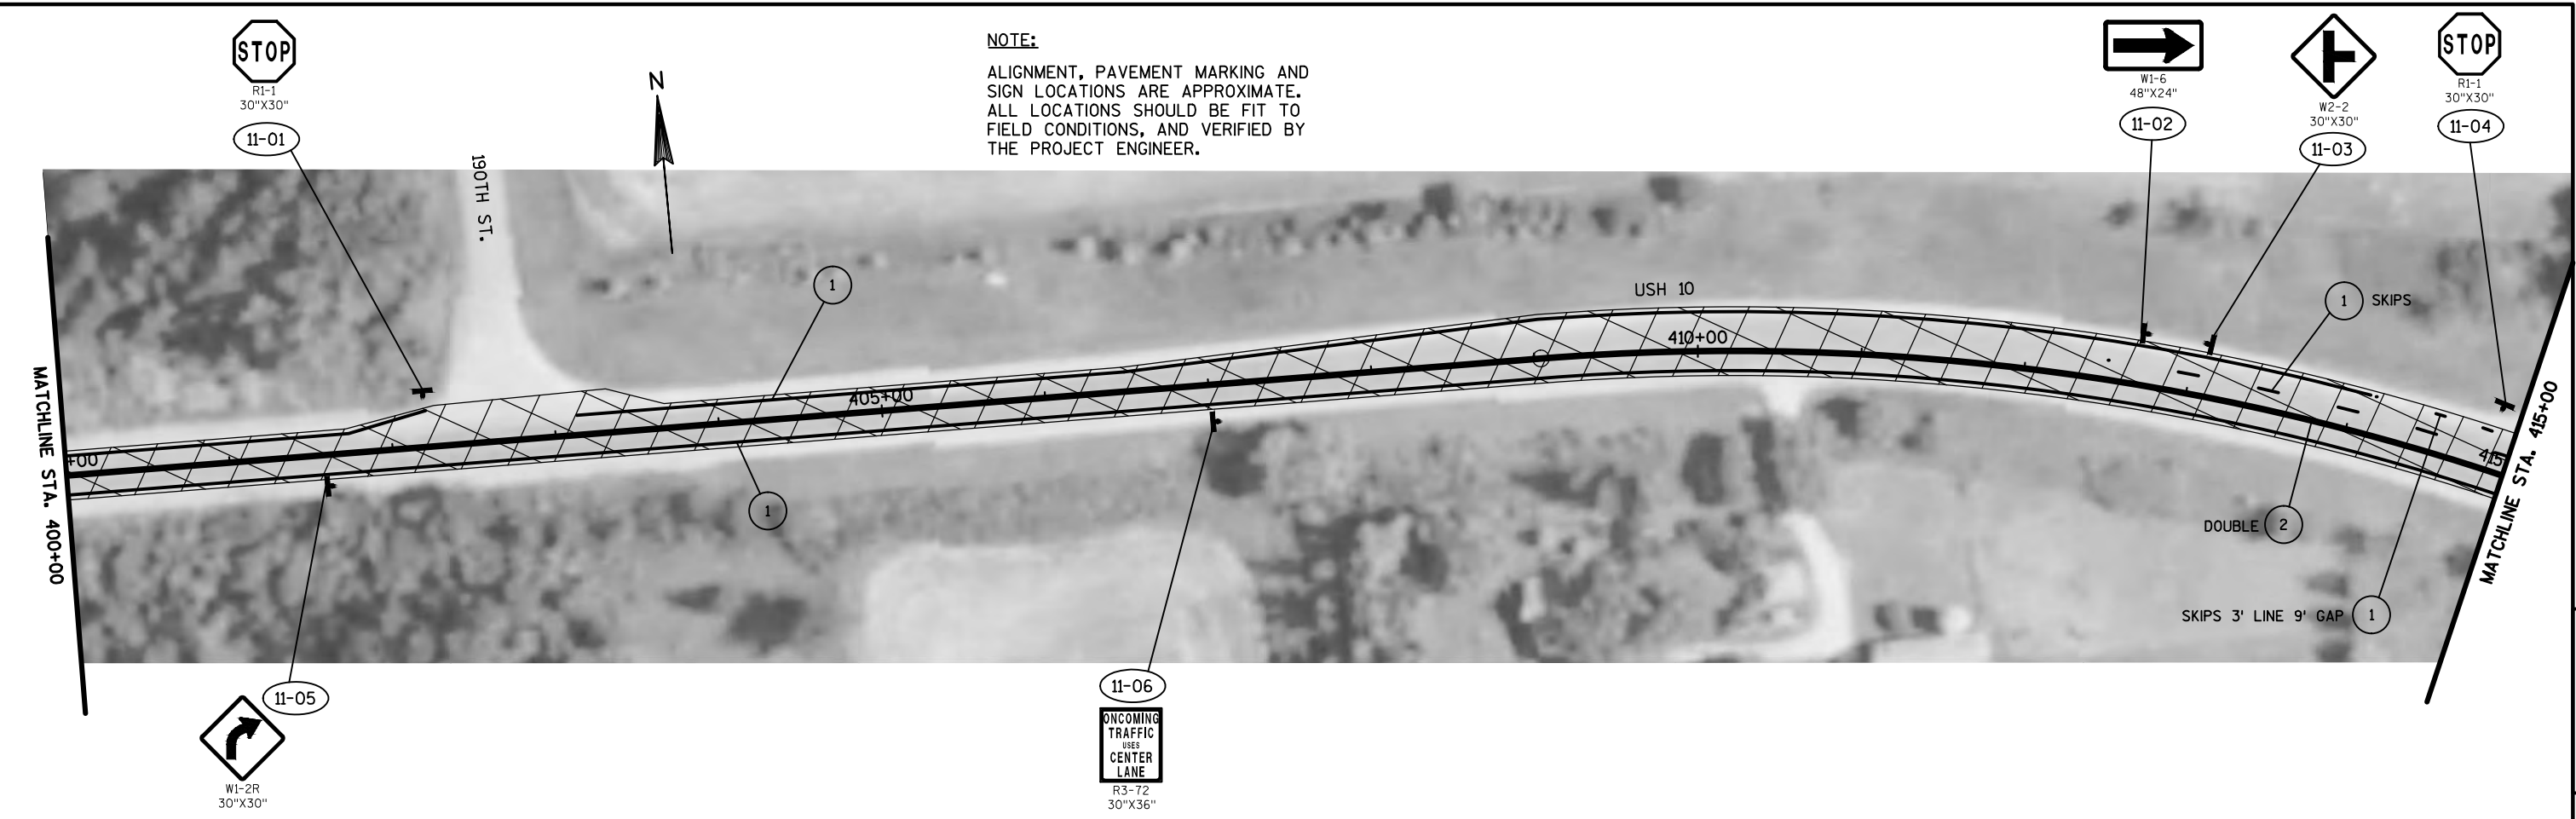 STOP
R1-1
30"X30"
11-01
N
NOTE:
ALIGNMENT, PAVEMENT MARKING AND
SIGN LOCATIONS ARE APPROXIMATE.
ALL LOCATIONS SHOULD BE FIT TO
FIELD CONDITIONS, AND VERIFIED BY
THE PROJECT ENGINEER.
W1-6
48"X24"
11-02
W2-2
30"X30"
11-03
STOP
R1-1
30"X30"
11-04
190TH ST.
1
USH 10
1 SKIPS
410+00
405+00
+00
415
MATCHLINE STA. 400+00
MATCHLINE STA. 415+00
1
DOUBLE 2
SKIPS 3' LINE 9' GAP 1
11-05
W1-2R
30"X30"
11-06
ONCOMING
TRAFFIC
USES
CENTER
LANE
R3-72
30"X36"